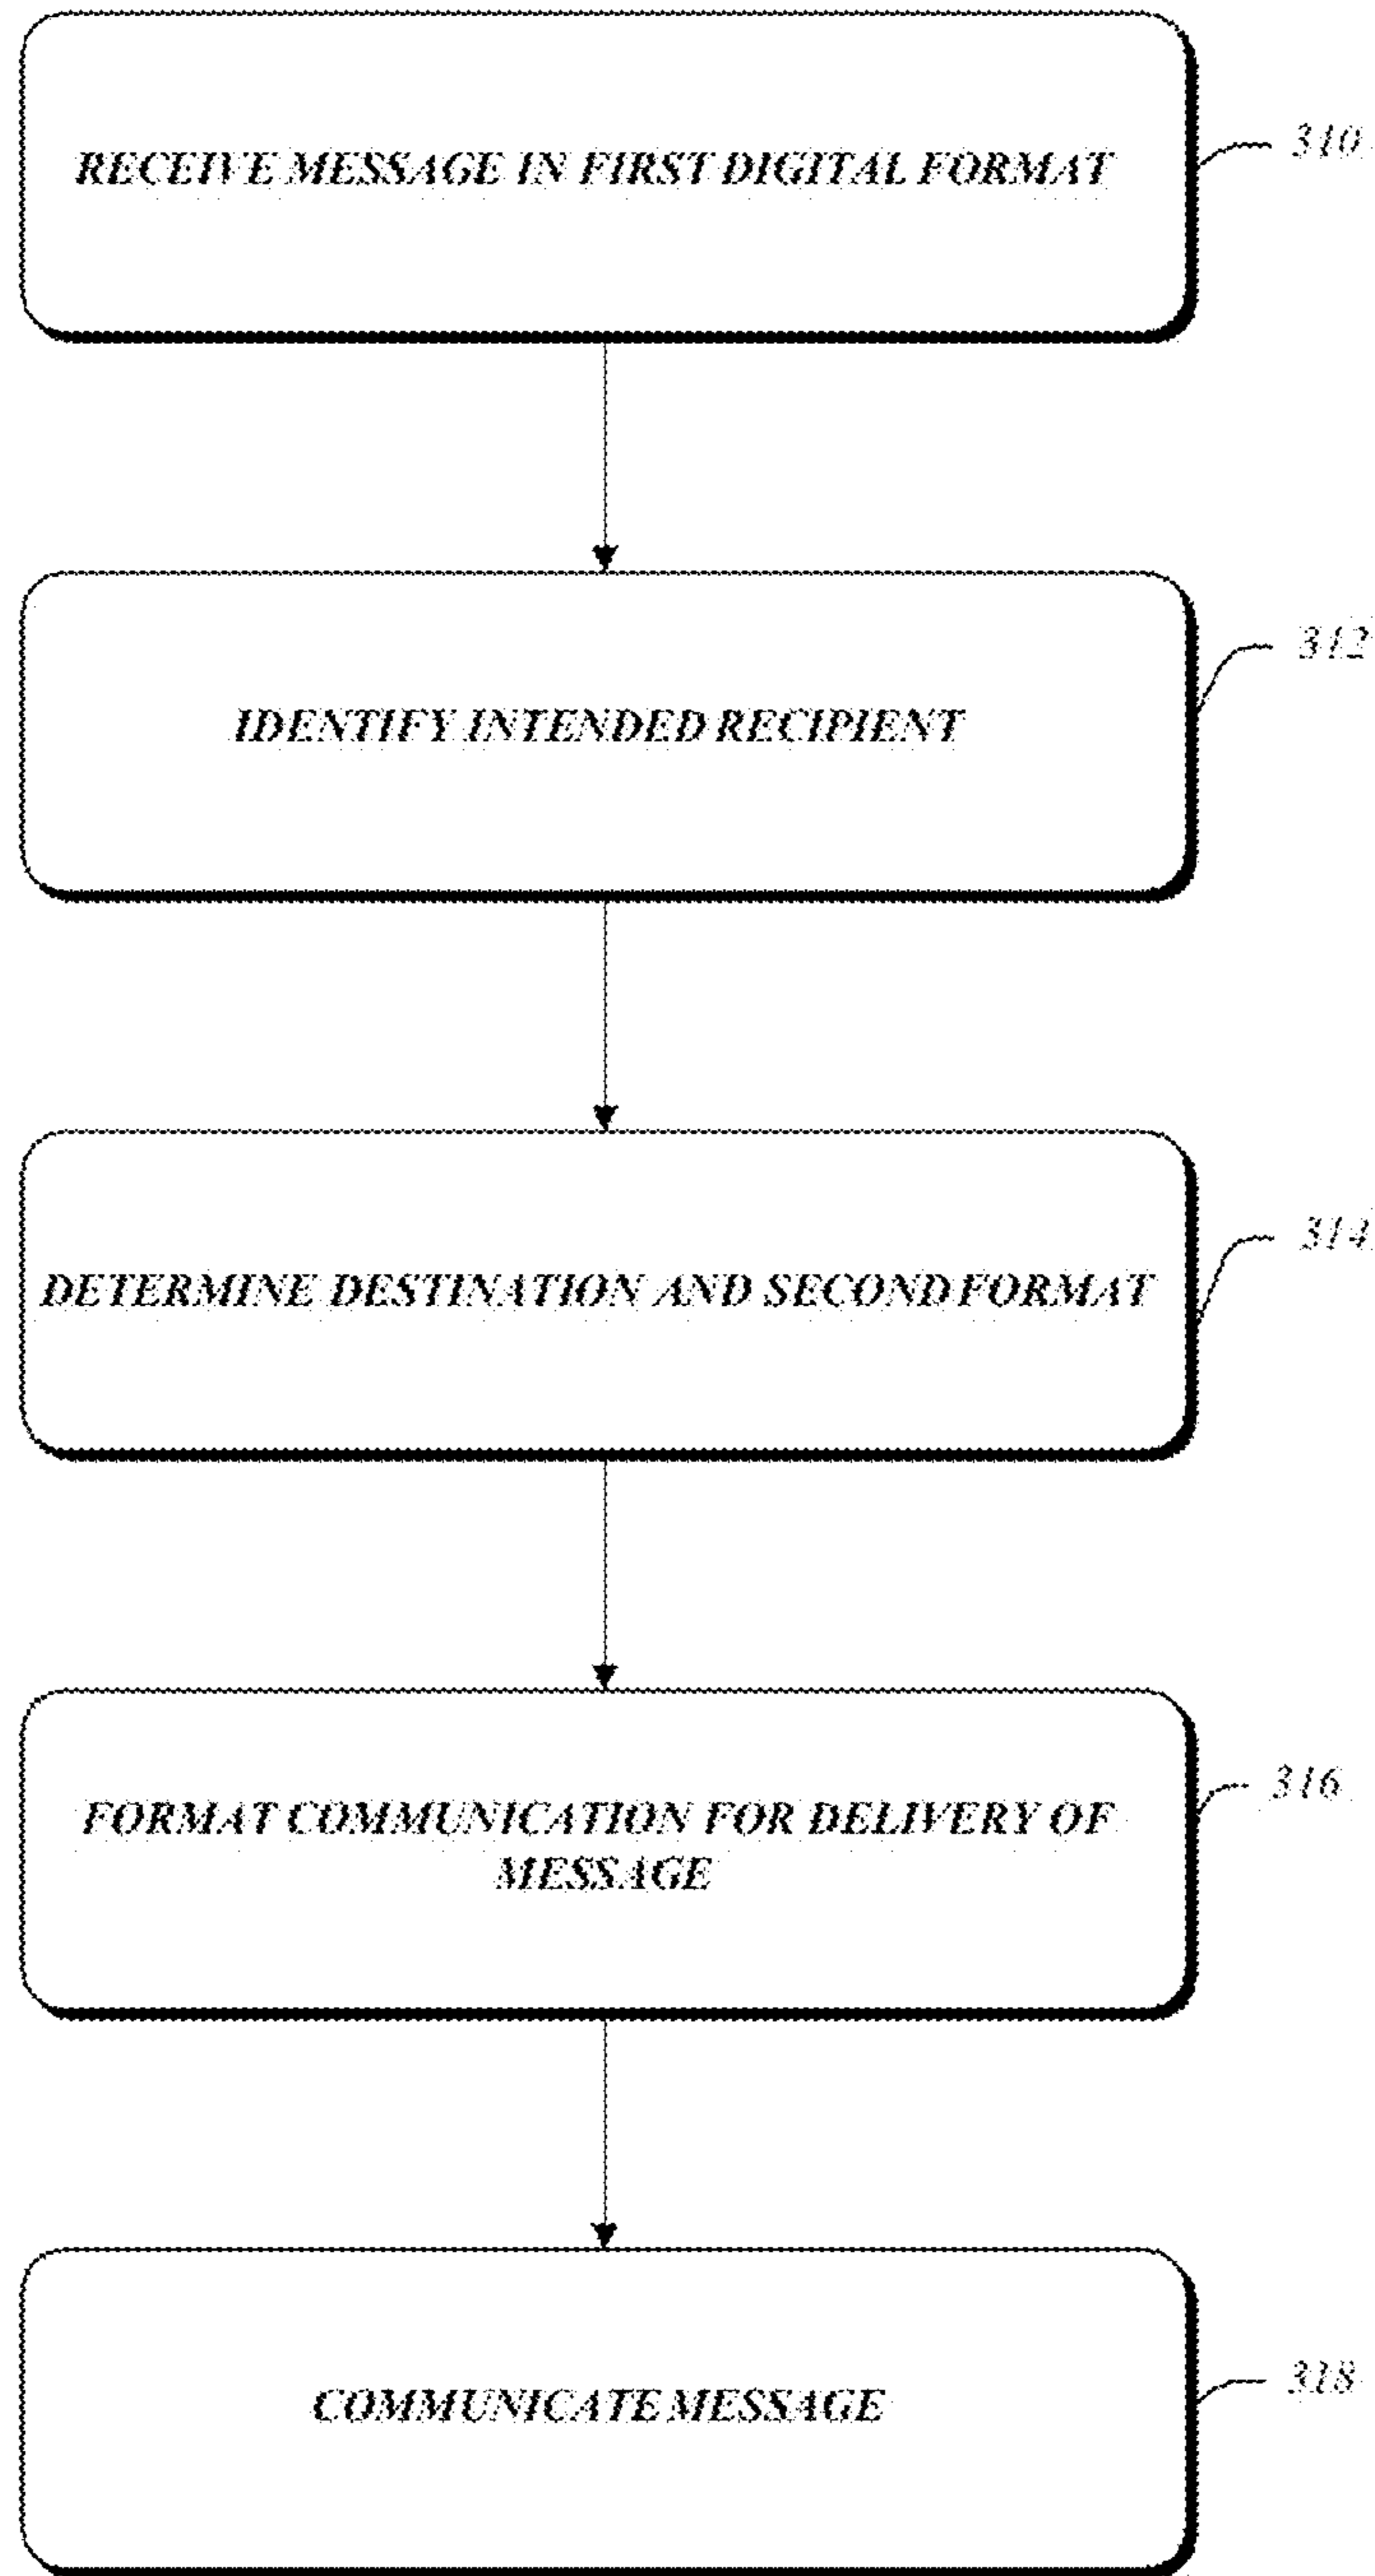 RECEIVE MESSAGE IN FIRST DIGITAL FORMAT
310
IDENTIFY INTENDED RECIPIENT
312
DETERMINE DESTINATION AND SECOND FORMAT
314
FORMAT COMMUNICATION FOR DELIVERY OF
MESSAGE
316
COMMUNICATE MESSAGE
318